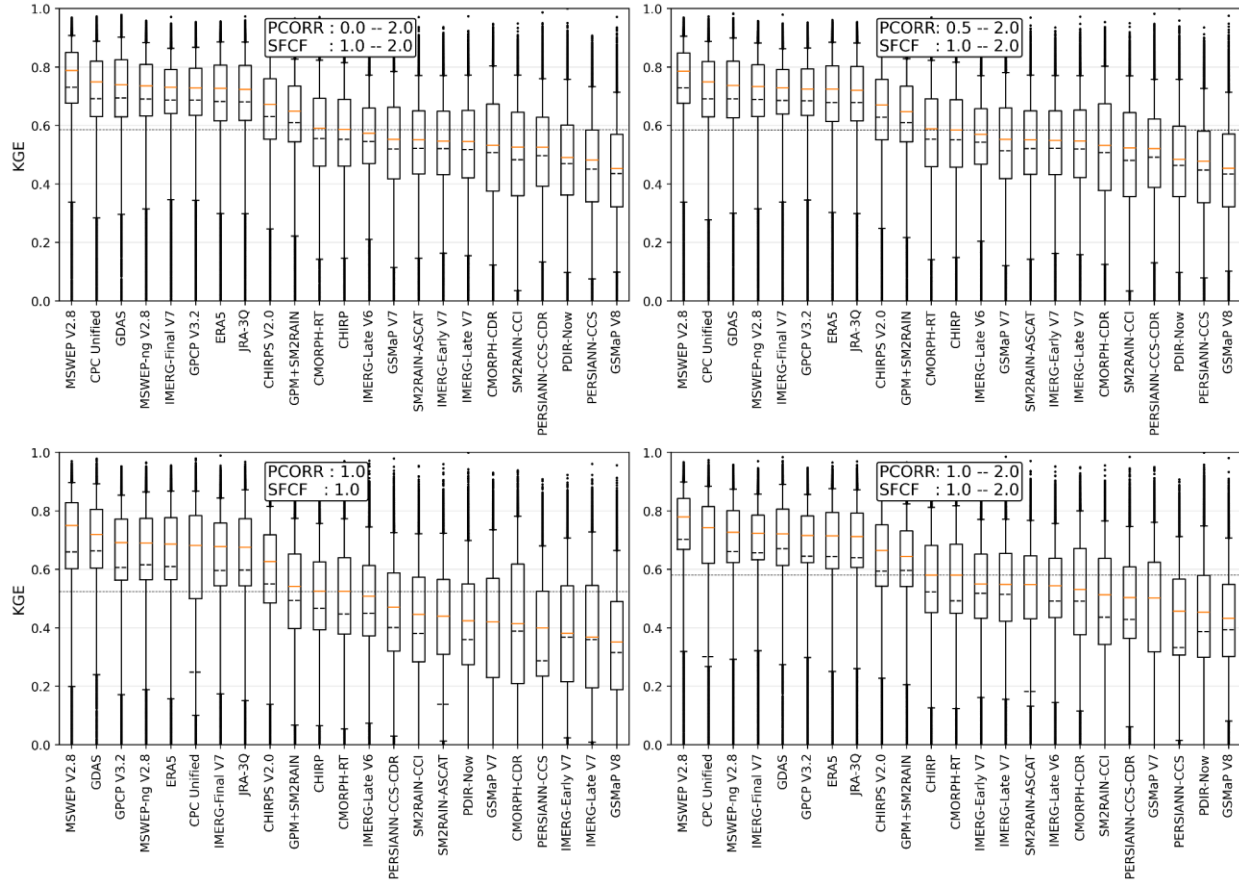 1.0
0.8
0.6
0.4
0.2
0.0
KGE
PCORR : 0.0 -- 2.0
SFCF : 1.0 -- 2.0
MSWEP V2.8
CPC Unified
GDAS
MSWEP-ng V2.8
IMERG-Final V7
GPCP V3.2
ERA5
JRA-3Q
CHIRPS V2.0
GPM+SM2RAIN
CMORPH-RT
CHIRP
IMERG-Late V6
GSMaP V7
SM2RAIN-ASCAT
IMERG-Early V7
IMERG-Late V7
CMORPH-CDR
SM2RAIN-CCI
PERSIANN-CCS-CDR
PDIR-Now
PERSIANN-CCS
GSMaP V8
1.0
0.8
0.6
0.4
0.2
0.0
PCORR : 0.5 -- 2.0
SFCF : 1.0 -- 2.0
MSWEP V2.8
CPC Unified
GDAS
MSWEP-ng V2.8
IMERG-Final V7
GPCP V3.2
ERA5
JRA-3Q
CHIRPS V2.0
GPM+SM2RAIN
CMORPH-RT
CHIRP
IMERG-Late V6
GSMaP V7
SM2RAIN-ASCAT
IMERG-Early V7
IMERG-Late V7
CMORPH-CDR
SM2RAIN-CCI
PERSIANN-CCS-CDR
PDIR-Now
PERSIANN-CCS
GSMaP V8
1.0
0.8
0.6
0.4
0.2
0.0
KGE
PCORR : 1.0
SFCF : 1.0
MSWEP V2.8
GDAS
GPCP V3.2
MSWEP-ng V2.8
ERA5
CPC Unified
IMERG-Final V7
JRA-3Q
CHIRPS V2.0
GPM+SM2RAIN
CHIRP
CMORPH-RT
IMERG-Late V6
PERSIANN-CCS-CDR
SM2RAIN-CCI
SM2RAIN-ASCAT
PDIR-Now
GSMaP V7
CMORPH-CDR
PERSIANN-CCS
IMERG-Early V7
IMERG-Late V7
GSMaP V8
1.0
0.8
0.6
0.4
0.2
0.0
KGE
PCORR: 1.0 -- 2.0
SFCF : 1.0 -- 2.0
MSWEP V2.8
CPC Unified
MSWEP-ng V2.8
IMERG-Final V7
GDAS
GPCP V3.2
ERA5
JRA-3Q
CHIRPS V2.0
GPM+SM2RAIN
CHIRP
CMORPH-RT
IMERG-Early V7
IMERG-Late V7
SM2RAIN-ASCAT
IMERG-Late V6
CMORPH-CDR
SM2RAIN-CCI
PERSIANN-CCS-CDR
GSMaP V7
PERSIANN-CCS
PDIR-Now
GSMaP V8